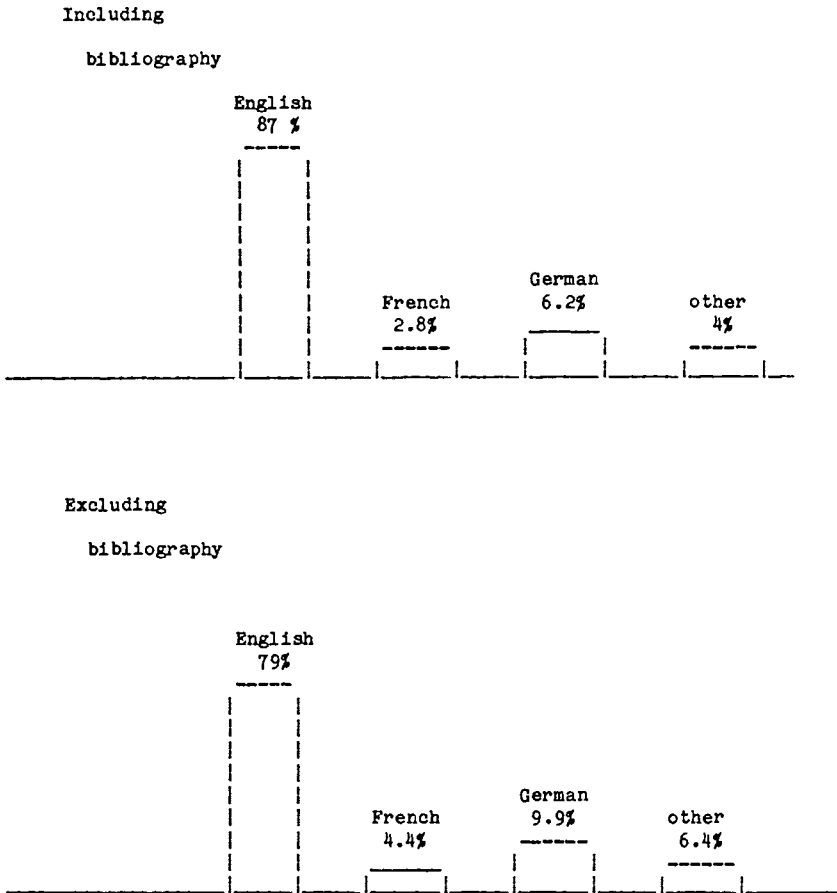 Including
bibliography
English
87 %
German
French 6.2% other
2.8% 4%
Excluding
bibliography
English
79%
German
French 9.9% other
4.4% 6.4%